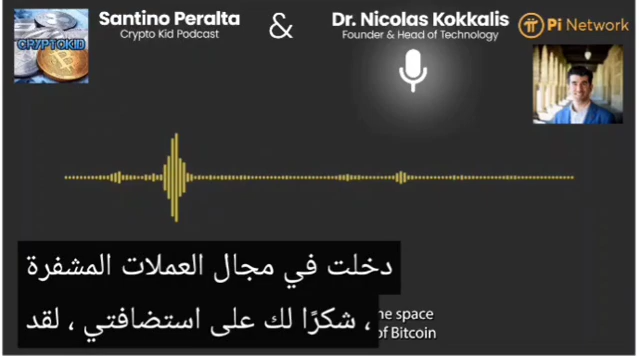 Santino Peralta
Crypto Kid Podcast
&
Dr. Nicolas Kokkalis
Founder & Head of Technology
Pi Network
CRYPTOKID
دخلت في مجال العملات المشفرة
، شكرًا لك على استضافتي ، لقد
the space
of Bitcoin